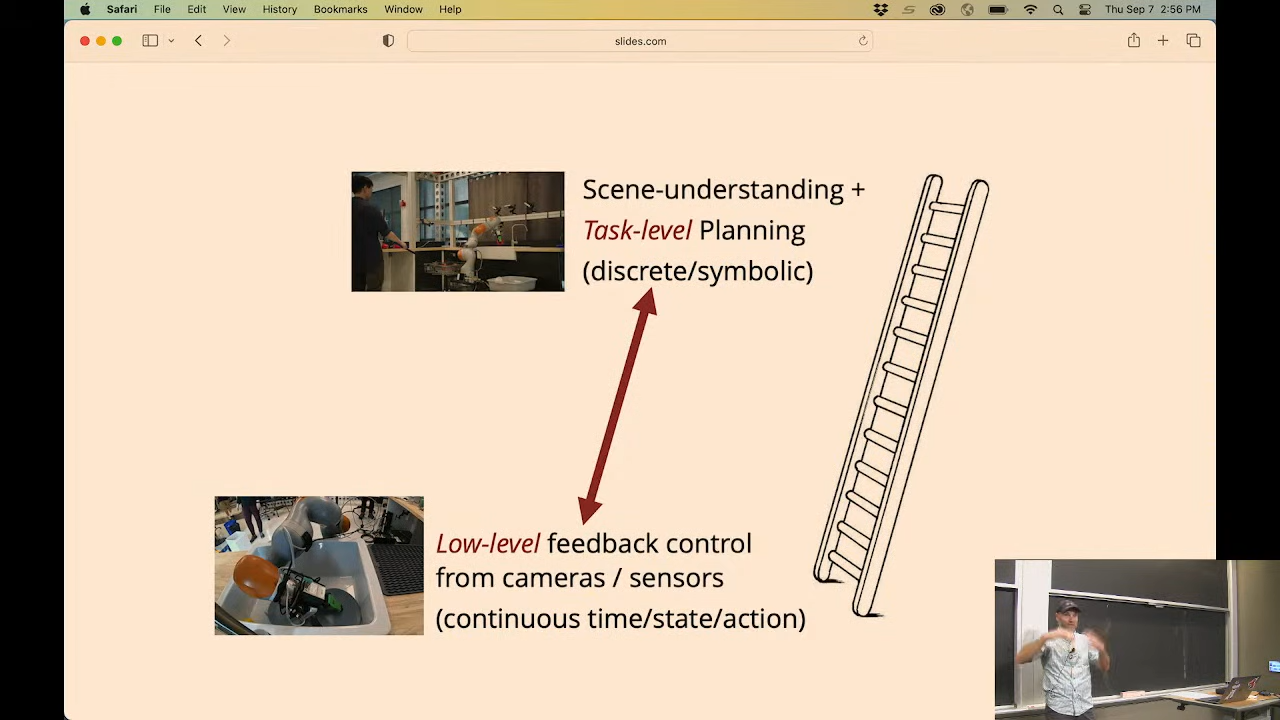 Safari File Edit View History Bookmarks Window Help Thu Sep 7 2:56 PM
slides.com
Scene-understanding +
Task-level Planning
(discrete/symbolic)
Low-level feedback control
from cameras / sensors
(continuous time/state/action)